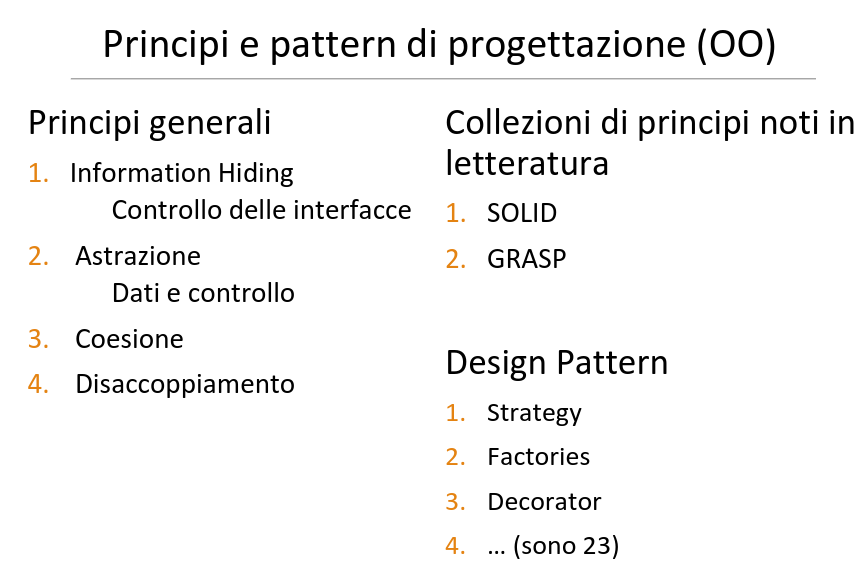 Principi e pattern di progettazione (OO)
Principi generali
1. Information Hiding
Controllo delle interfacce
2. Astrazione
Dati e controllo
3. Coesione
4. Disaccoppiamento
Collezioni di principi noti in
letteratura
1. SOLID
2. GRASP
Design Pattern
1. Strategy
2. Factories
3. Decorator
4. … (sono 23)